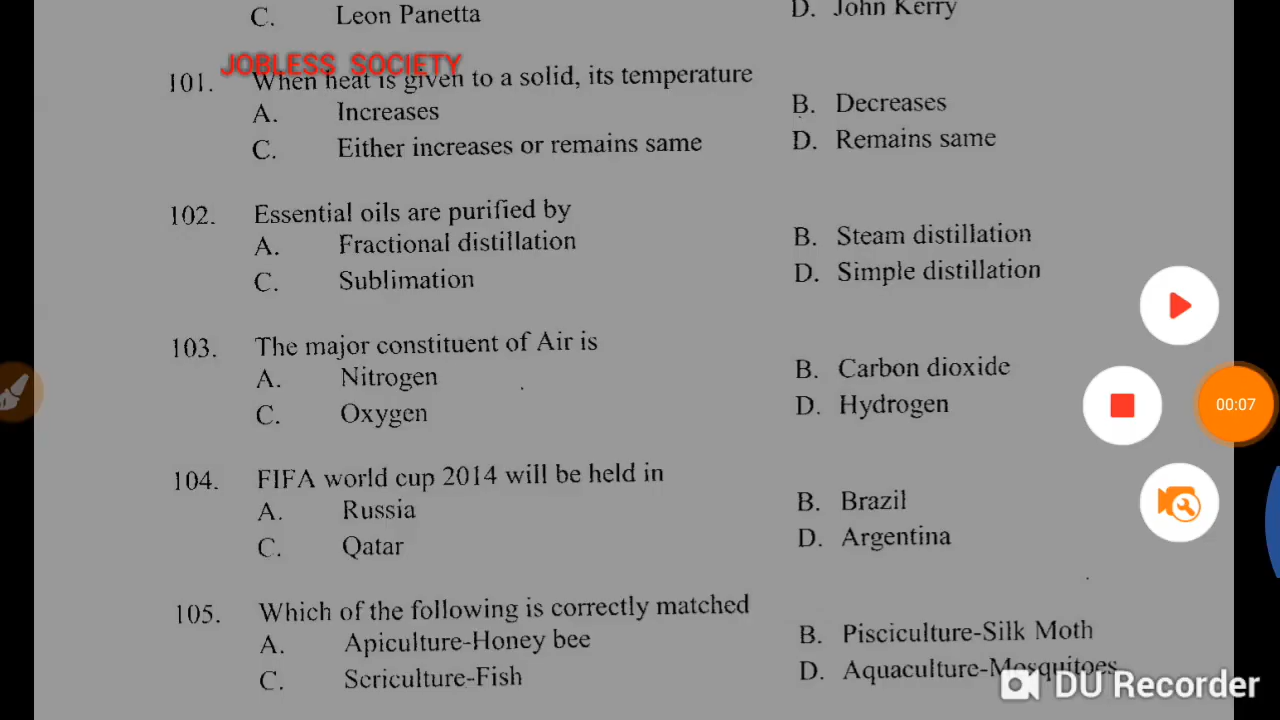 C. Leon Panetta D. John Kerry
JOBLESS SOCIETY
101. When heat is given to a solid, its temperature
A. Increases B. Decreases
C. Either increases or remains same D. Remains same
102. Essential oils are purified by
A. Fractional distillation B. Steam distillation
C. Sublimation D. Simple distillation
103. The major constituent of Air is
A. Nitrogen B. Carbon dioxide
C. Oxygen D. Hydrogen
104. FIFA world cup 2014 will be held in
A. Russia B. Brazil
C. Qatar D. Argentina
105. Which of the following is correctly matched
A. Apiculture-Honey bee B. Pisciculture-Silk Moth
C. Sericulture-Fish D. Aquaculture-Mosquitoes
00:07
DU Recorder